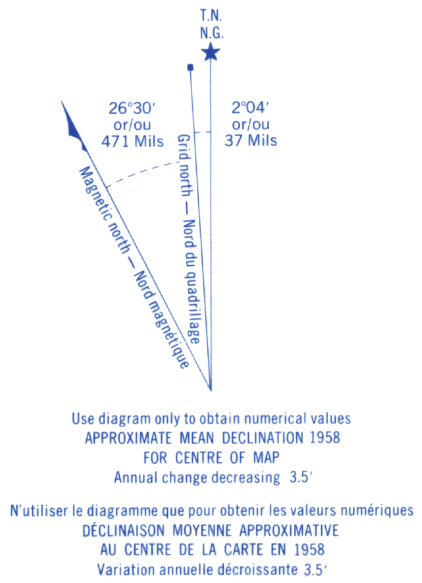 T.N.
N.G.
26°30′
or/ou
471 Mils
2°04′
or/ou
37 Mils
Magnetic north — Nord magnétique
Grid north — Nord du quadrillage
Use diagram only to obtain numerical values
APPROXIMATE MEAN DECLINATION 1958
FOR CENTRE OF MAP
Annual change decreasing 3.5′
N'utiliser le diagramme que pour obtenir les valeurs numériques
DÉCLINAISON MOYENNE APPROXIMATIVE
AU CENTRE DE LA CARTE EN 1958
Variation annuelle décroissante 3.5′